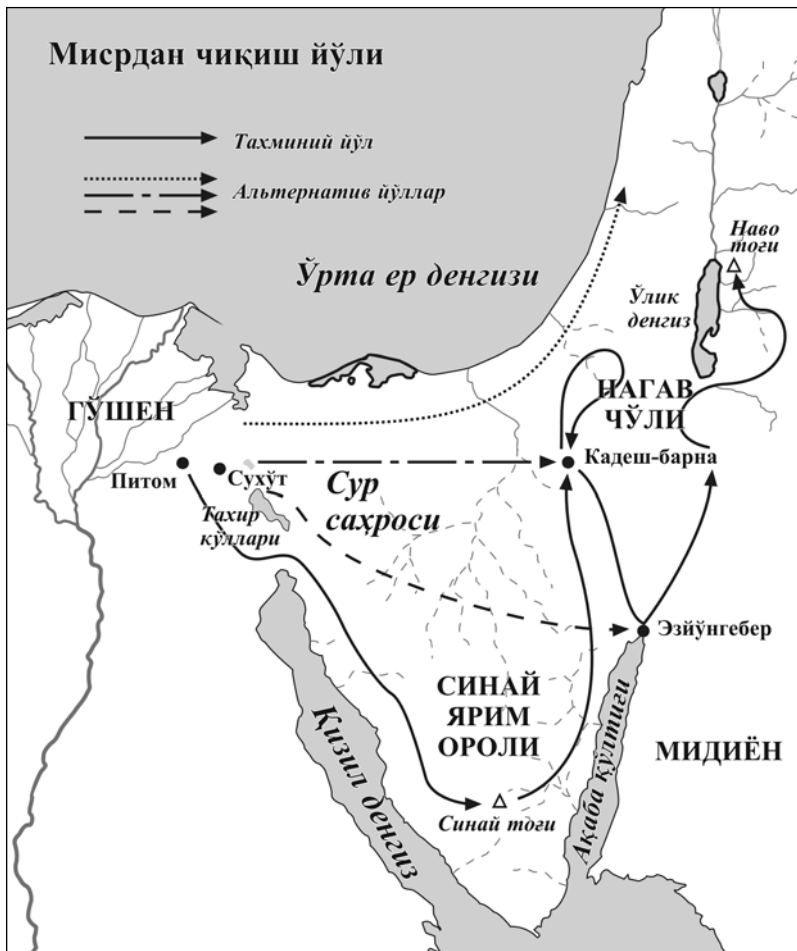 Мисрдан чиқиш йўли
Тахминий йўл
Альтернатив йўллар
Ўрта ер денгизи
Наво
тоғи
Ўлик
денгиз
ГЎШЕН
НАГАВ
ЧЎЛИ
Питом
Сухўт
Кадеш-барна
Сур
саҳроси
Тахир
кўллари
Эзйўнгебер
СИНАЙ
ЯРИМ
ОРОЛИ
Қизил денгиз
Ақаба қўлтиғи
МИДИЁН
Синай тоғи